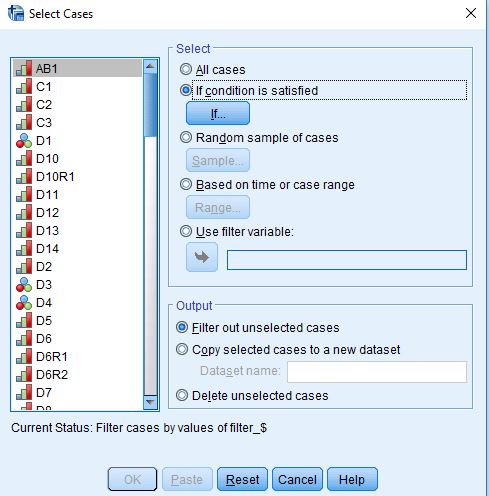 Select Cases
AB1
C1
C2
C3
D1
D10
D10R1
D11
D12
D13
D14
D2
D3
D4
D5
D6
D6R1
D6R2
D7
D8
Select
All cases
If condition is satisfied
If...
Random sample of cases
Sample...
Based on time or case range
Range...
Use filter variable:
Output
Filter out unselected cases
Copy selected cases to a new dataset
Dataset name:
Delete unselected cases
Current Status: Filter cases by values of filter_$
OK Paste Reset Cancel Help